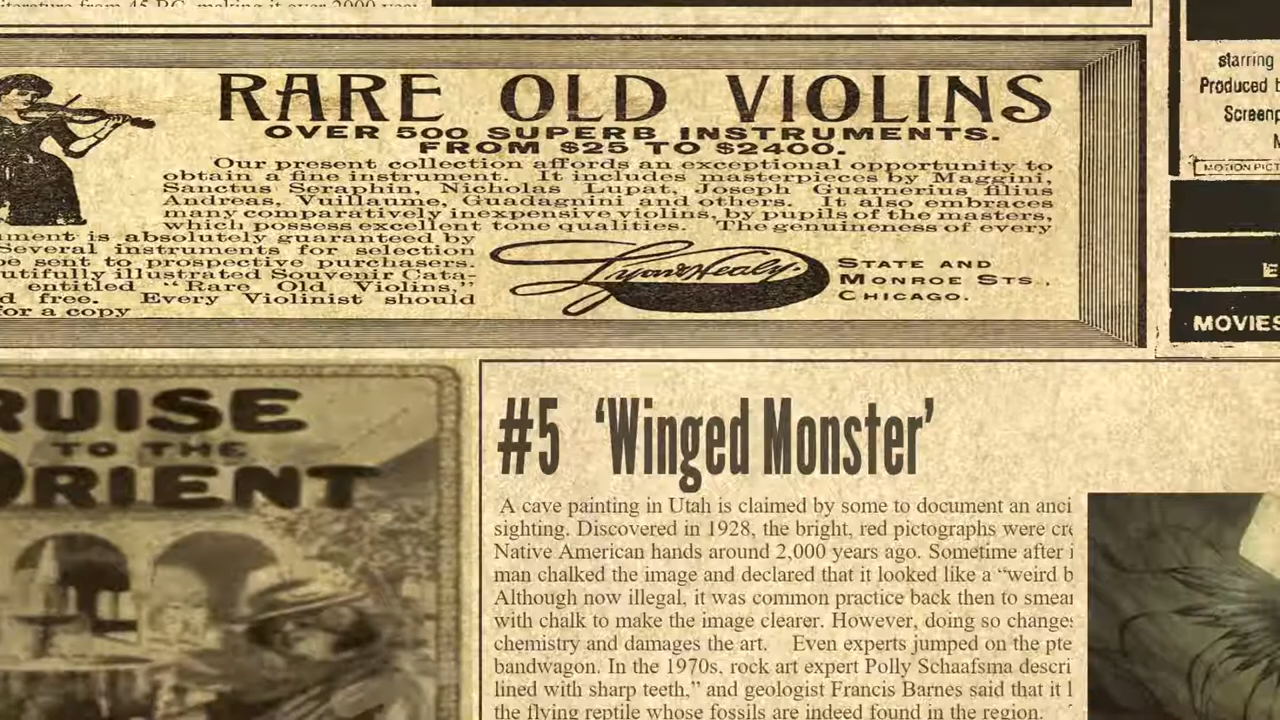 literature from 45 BC, making it over 2000 year
RARE OLD VIOLINS
OVER 500 SUPERB INSTRUMENTS.
FROM $25 TO $2400.
Our present collection affords an exceptional opportunity to
obtain a fine instrument. It includes masterpieces by Maggini,
Sanctus Seraphin, Nicholas Lupat, Joseph Guarnerius filius
Andreas, Vuillaume, Guadagnini and others. It also embraces
many comparatively inexpensive violins, by pupils of the masters,
which possess excellent tone qualities. The genuineness of every
ument is absolutely guaranteed by
Several instruments for selection
be sent to prospective purchasers.
utifully illustrated Souvenir Cata-
entitled "Rare Old Violins,"
d free. Every Violinist should
for a copy
Lyon & Healy.
STATE AND
MONROE STS.,
CHICAGO.
starring
Produced b
Screenp
M
MOTION PICT
E
MOVIES
RUISE
TO THE
ORIENT
#5 ‘Winged Monster’
A cave painting in Utah is claimed by some to document an anci
sighting. Discovered in 1928, the bright, red pictographs were cre
Native American hands around 2,000 years ago. Sometime after i
man chalked the image and declared that it looked like a “weird b
Although now illegal, it was common practice back then to smear
with chalk to make the image clearer. However, doing so changes
chemistry and damages the art. Even experts jumped on the pte
bandwagon. In the 1970s, rock art expert Polly Schaafsma descri
lined with sharp teeth,” and geologist Francis Barnes said that it l
the flying reptile whose fossils are indeed found in the region.